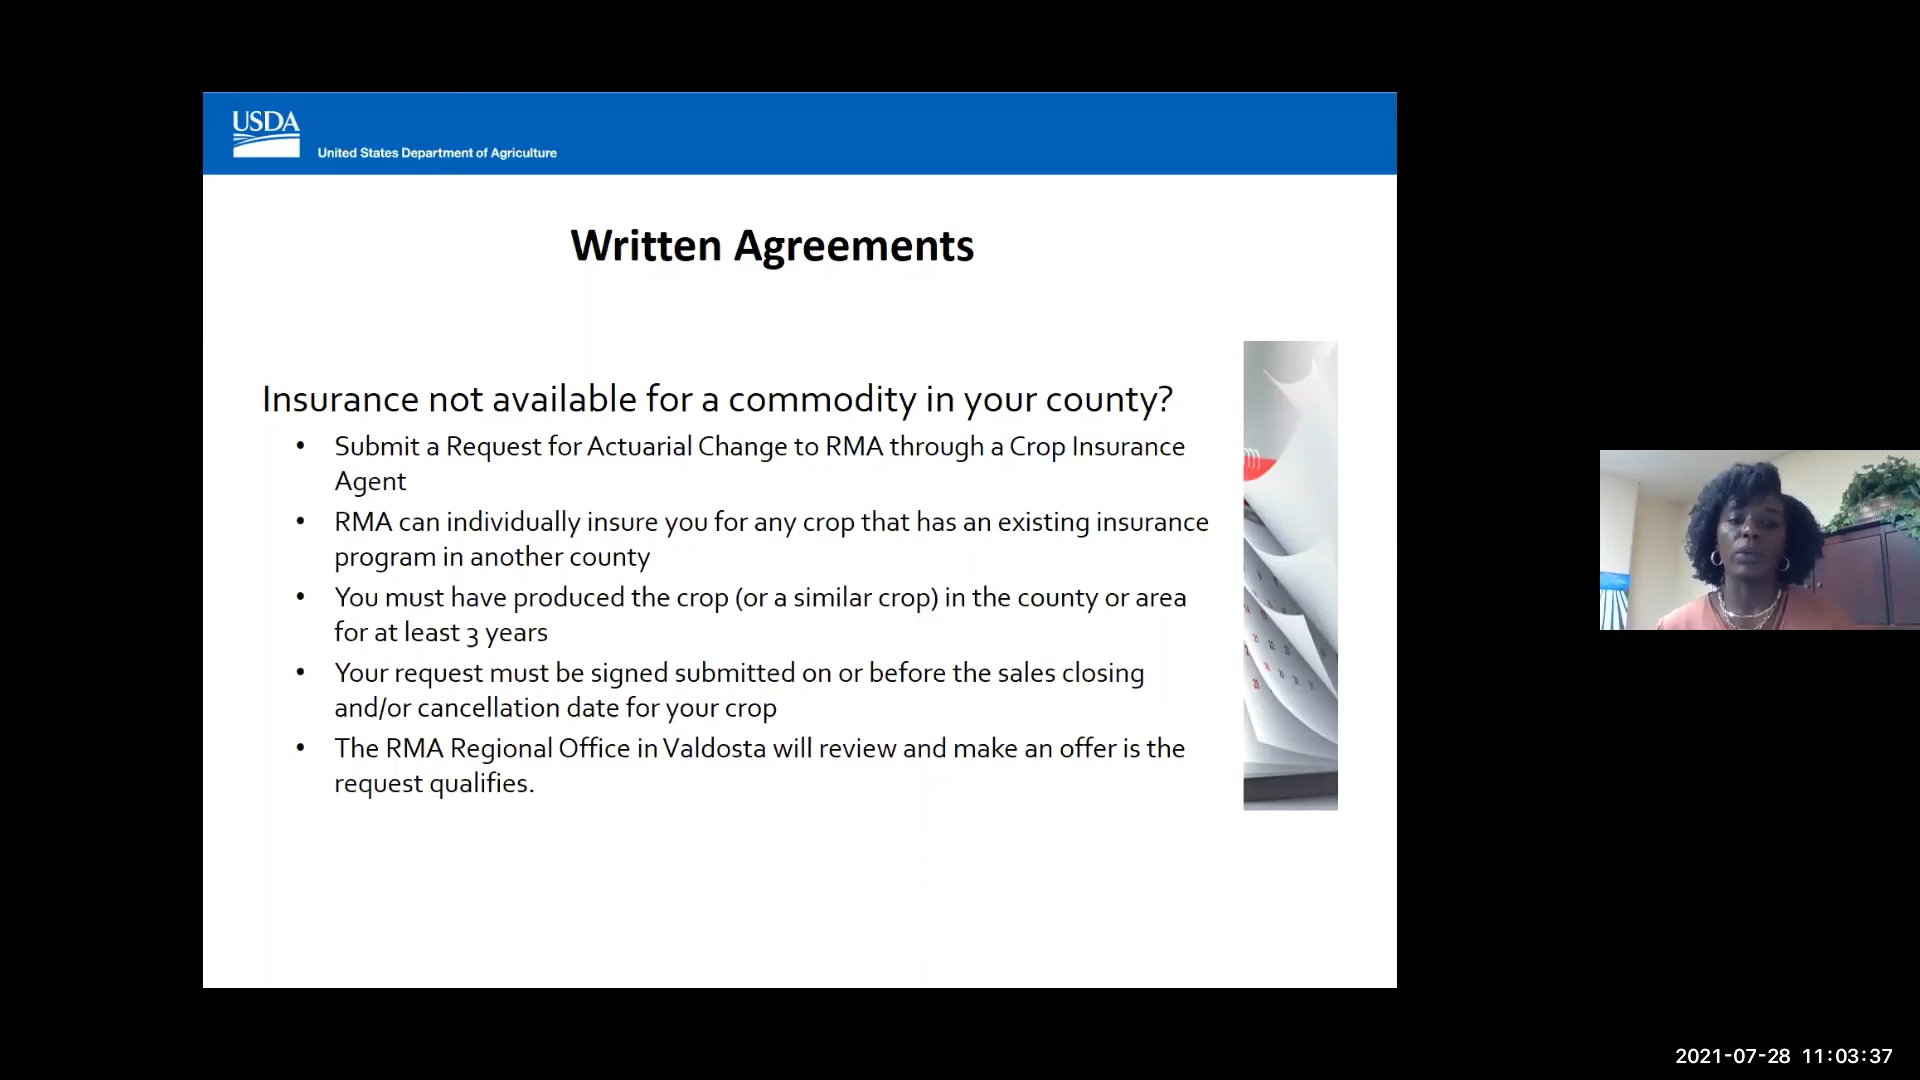 USDA
United States Department of Agriculture
Written Agreements
Insurance not available for a commodity in your county?
• Submit a Request for Actuarial Change to RMA through a Crop Insurance
Agent
• RMA can individually insure you for any crop that has an existing insurance
program in another county
• You must have produced the crop (or a similar crop) in the county or area
for at least 3 years
• Your request must be signed submitted on or before the sales closing
and/or cancellation date for your crop
• The RMA Regional Office in Valdosta will review and make an offer is the
request qualifies.
2021-07-28 11:03:37